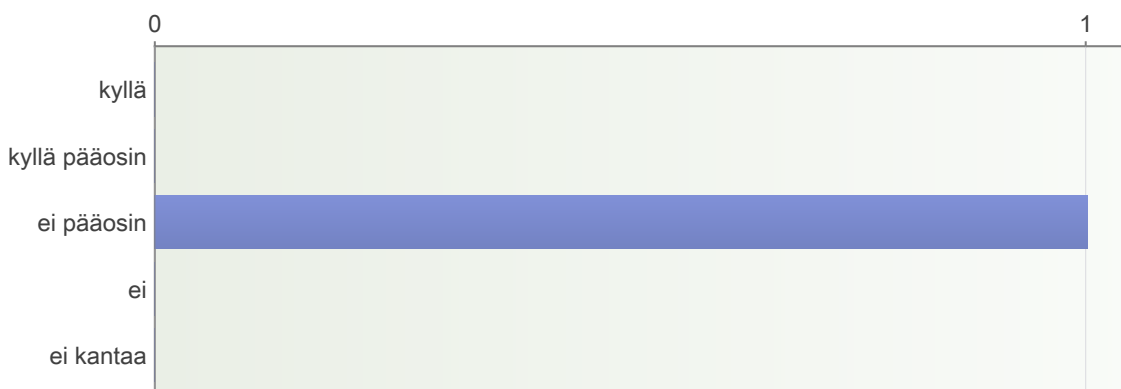 0 1
kyllä
kyllä pääosin
ei pääosin
ei
ei kantaa